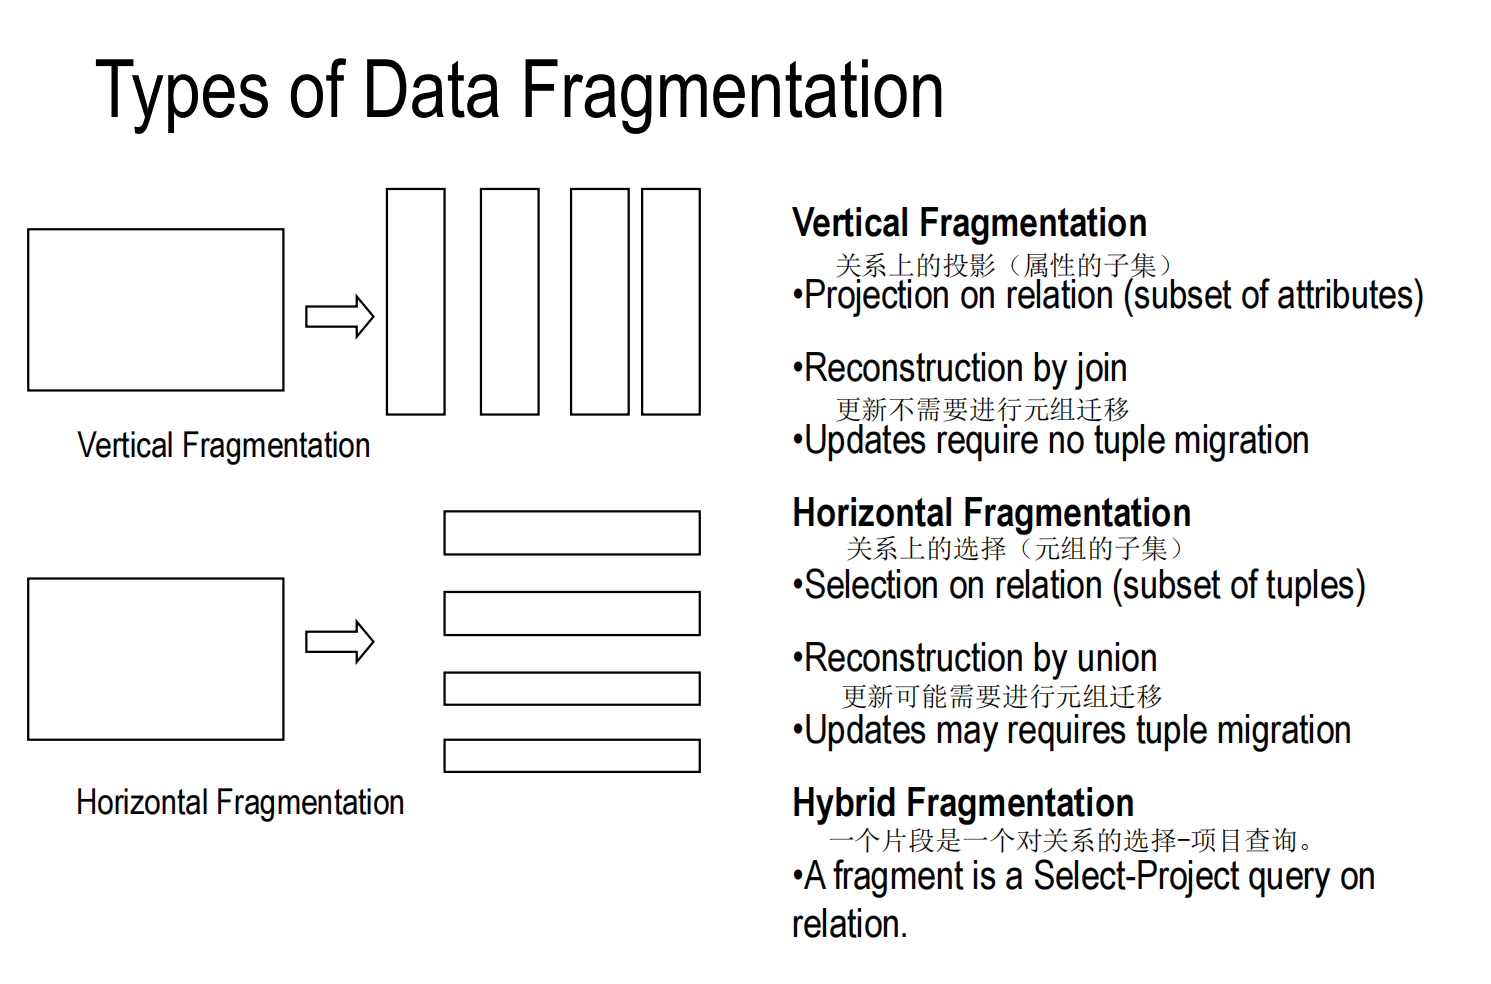 Types of Data Fragmentation
Vertical Fragmentation
Horizontal Fragmentation
Vertical Fragmentation
关系上的投影（属性的子集）
•Projection on relation (subset of attributes)
•Reconstruction by join
更新不需要进行元组迁移
•Updates require no tuple migration
Horizontal Fragmentation
关系上的选择（元组的子集）
•Selection on relation (subset of tuples)
•Reconstruction by union
更新可能需要进行元组迁移
•Updates may requires tuple migration
Hybrid Fragmentation
一个片段是一个对关系的选择-项目查询。
•A fragment is a Select-Project query on
relation.